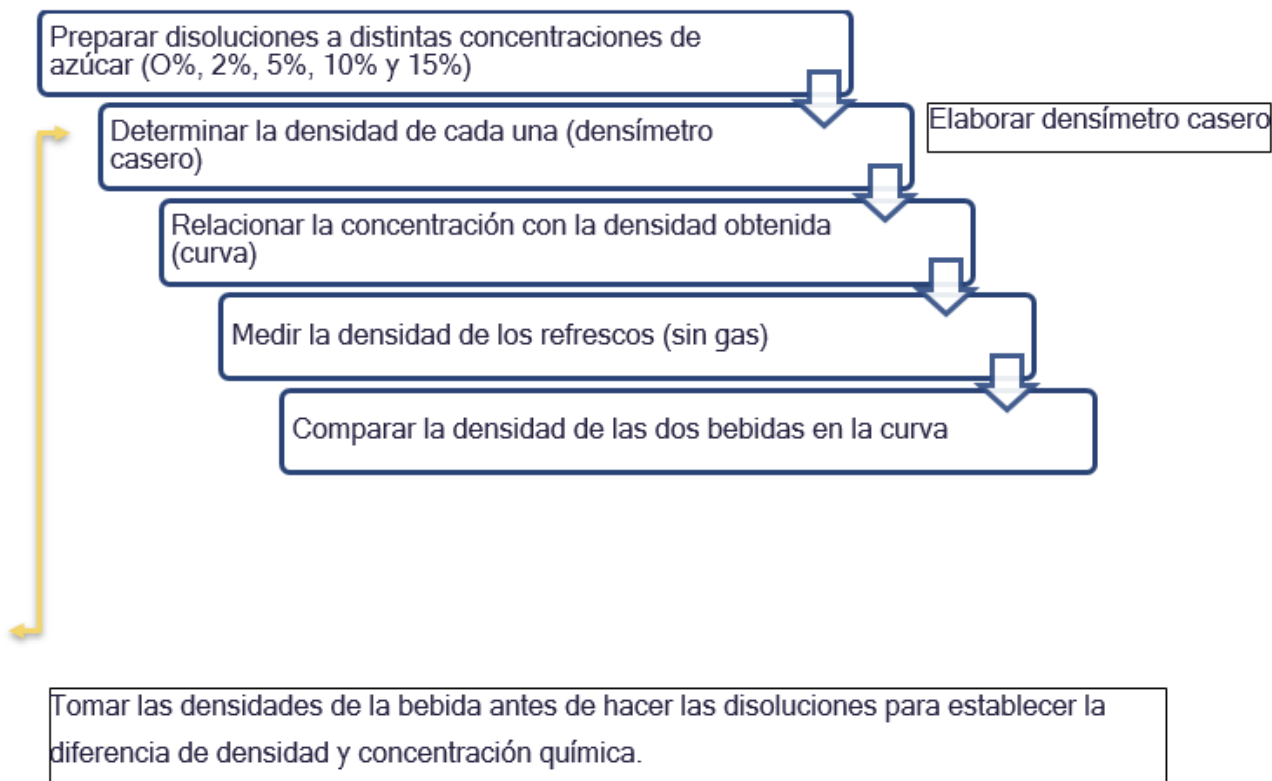 Preparar disoluciones a distintas concentraciones de
azúcar (O%, 2%, 5%, 10% y 15%)
Determinar la densidad de cada una (densímetro
casero)
Elaborar densímetro casero
Relacionar la concentración con la densidad obtenida
(curva)
Medir la densidad de los refrescos (sin gas)
Comparar la densidad de las dos bebidas en la curva
Tomar las densidades de la bebida antes de hacer las disoluciones para establecer la
diferencia de densidad y concentración química.